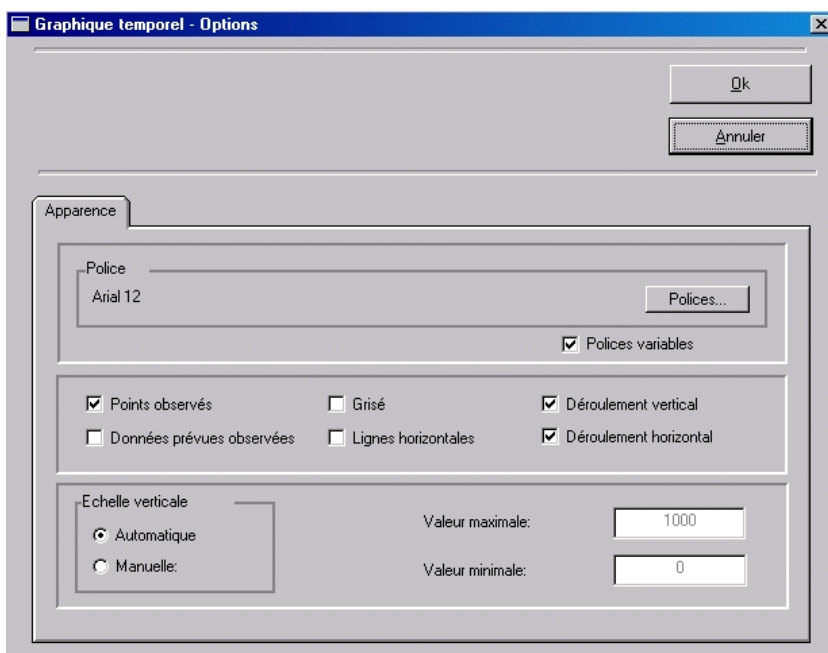 Graphique temporel - Options
Ok
Annuler
Apparence
Police
Arial 12
Polices...
Polices variables
Points observés
Grisé
Déroulement vertical
Données prévues observées
Lignes horizontales
Déroulement horizontal
Echelle verticale
Automatique
Manuelle:
Valeur maximale:
1000
Valeur minimale:
0